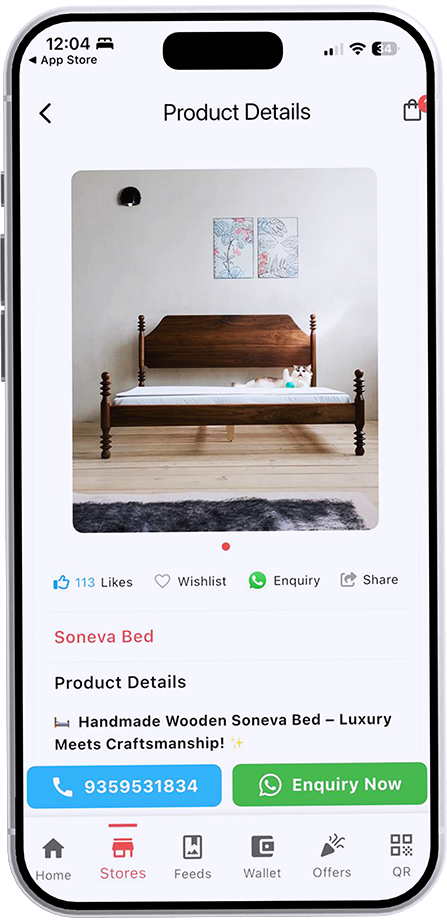 12:04
34
◀ App Store
Product Details
113 Likes
Wishlist
Enquiry
Share
Soneva Bed
Product Details
🛏️ Handmade Wooden Soneva Bed – Luxury
Meets Craftsmanship! ✨
9359531834
Enquiry Now
Home
Stores
Feeds
Wallet
Offers
QR